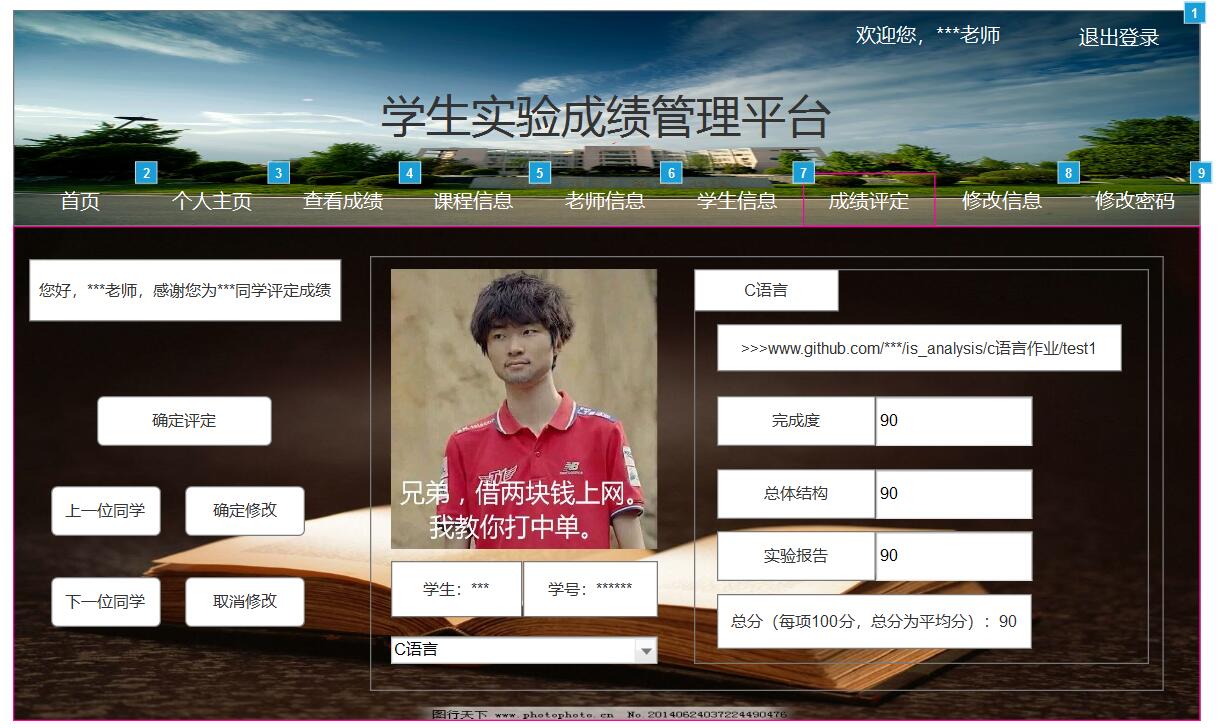 1
欢迎您，***老师
退出登录
学生实验成绩管理平台
2 3 4 5 6 7 8 9
首页 个人主页 查看成绩 课程信息 老师信息 学生信息 成绩评定 修改信息 修改密码
您好，***老师，感谢您为***同学评定成绩
确定评定
上一位同学 确定修改
下一位同学 取消修改
兄弟，借两块钱上网。
我教你打中单。
学生：*** 学号：******
C语言
C语言
>>>www.github.com/***/is_analysis/c语言作业/test1
完成度 90
总体结构 90
实验报告 90
总分（每项100分，总分为平均分）：90
图行天下 www.photophoto.cn No.20140624037224490476